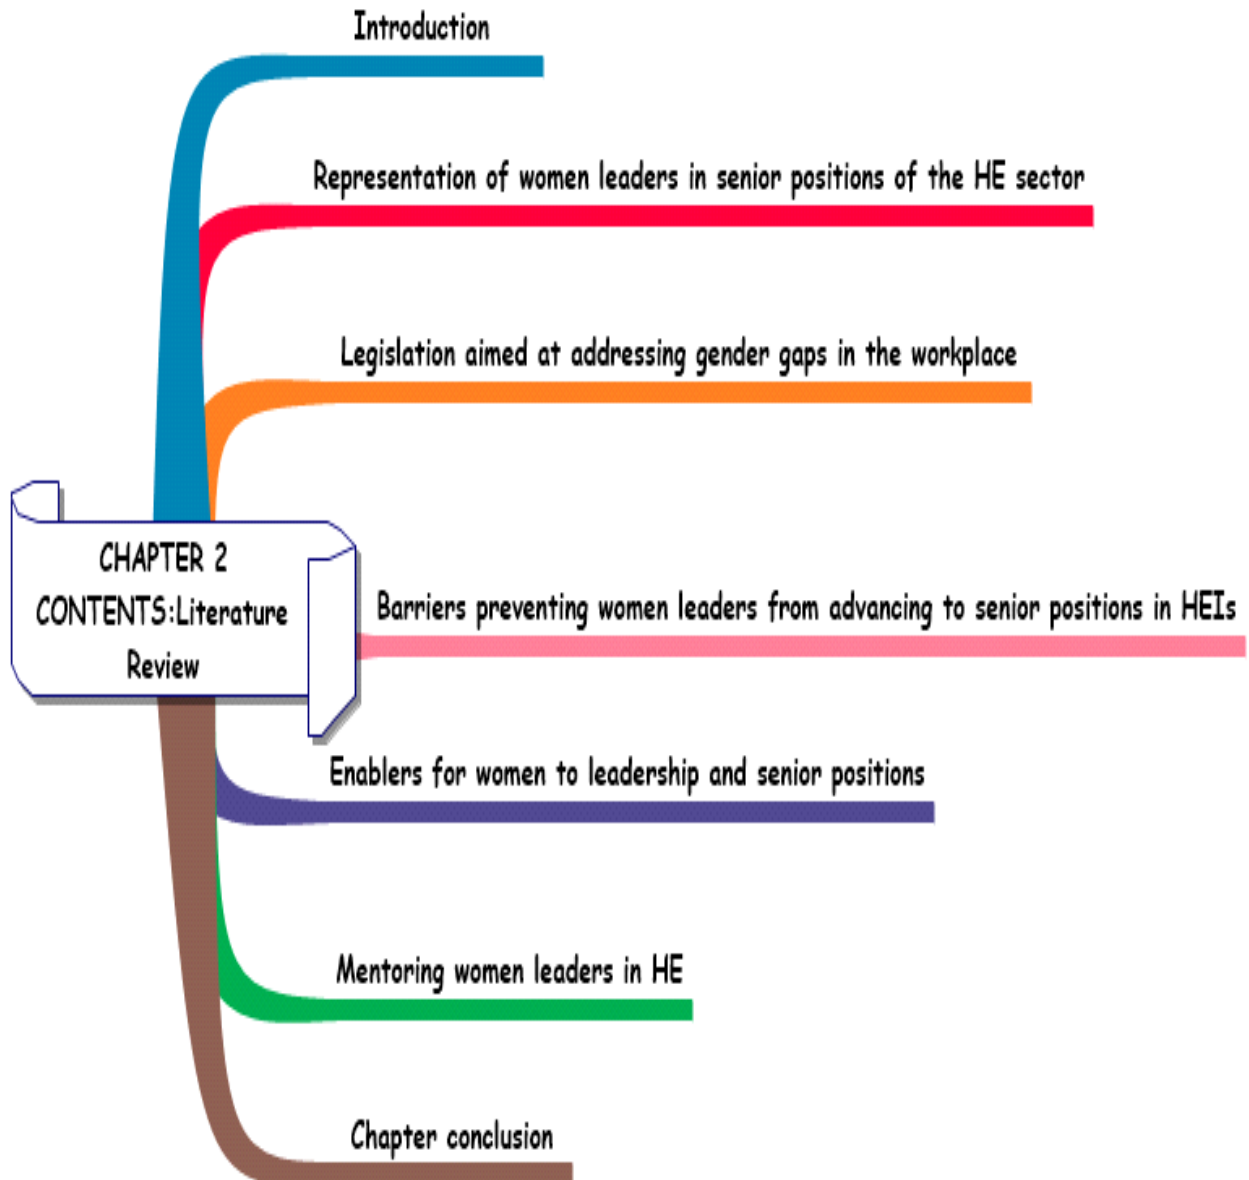 Introduction
Representation of women leaders in senior positions of the HE sector
Legislation aimed at addressing gender gaps in the workplace
CHAPTER 2
CONTENTS:Literature
Review
Barriers preventing women leaders from advancing to senior positions in HEIs
Enablers for women to leadership and senior positions
Mentoring women leaders in HE
Chapter conclusion